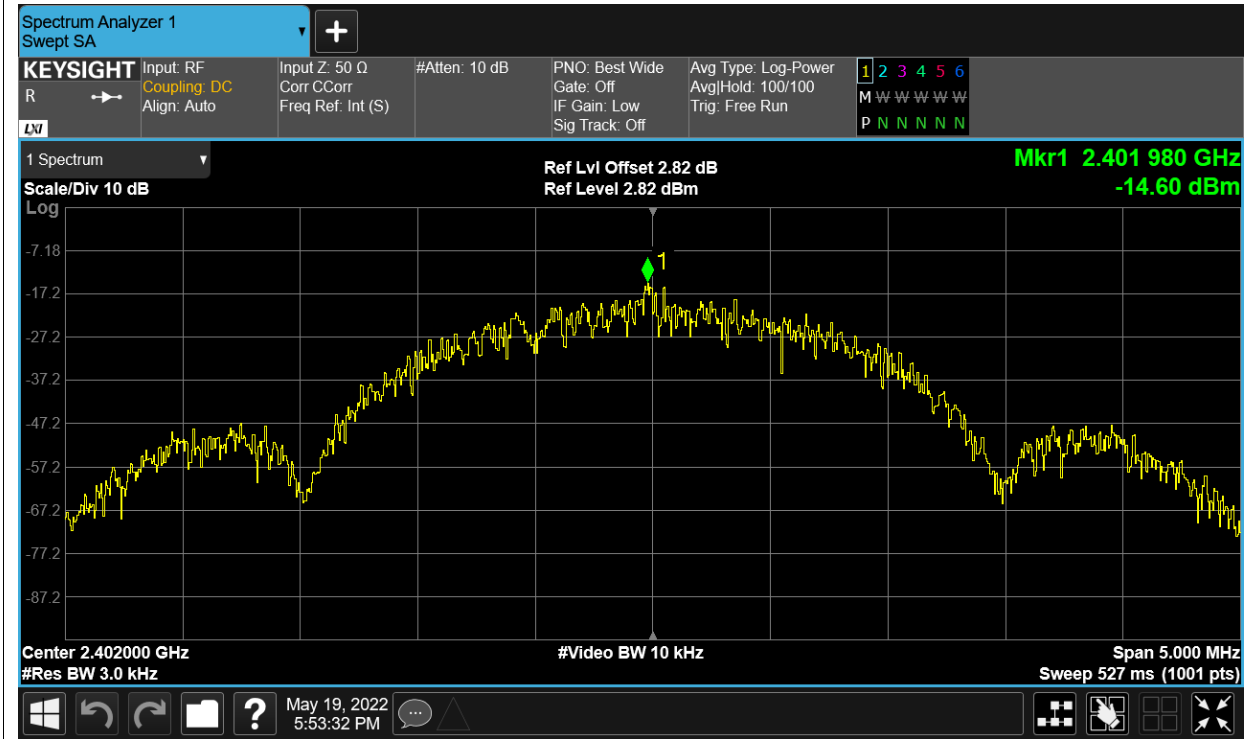 Spectrum Analyzer 1
Swept SA
KEYSIGHT
R
LXI
Input: RF
Coupling: DC
Align: Auto
Input Z: 50 Ω
Corr CCorr
Freq Ref: Int (S)
#Atten: 10 dB
PNO: Best Wide
Gate: Off
IF Gain: Low
Sig Track: Off
Avg Type: Log-Power
Avg|Hold: 100/100
Trig: Free Run
1 2 3 4 5 6
M W W W W W
P N N N N N
1 Spectrum
Scale/Div 10 dB
Log
Ref Lvl Offset 2.82 dB
Ref Level 2.82 dBm
Mkr1 2.401 980 GHz
-14.60 dBm
1
-7.18
-17.2
-27.2
-37.2
-47.2
-57.2
-67.2
-77.2
-87.2
Center 2.402000 GHz
#Video BW 10 kHz
Span 5.000 MHz
#Res BW 3.0 kHz
Sweep 527 ms (1001 pts)
?
May 19, 2022
5:53:32 PM